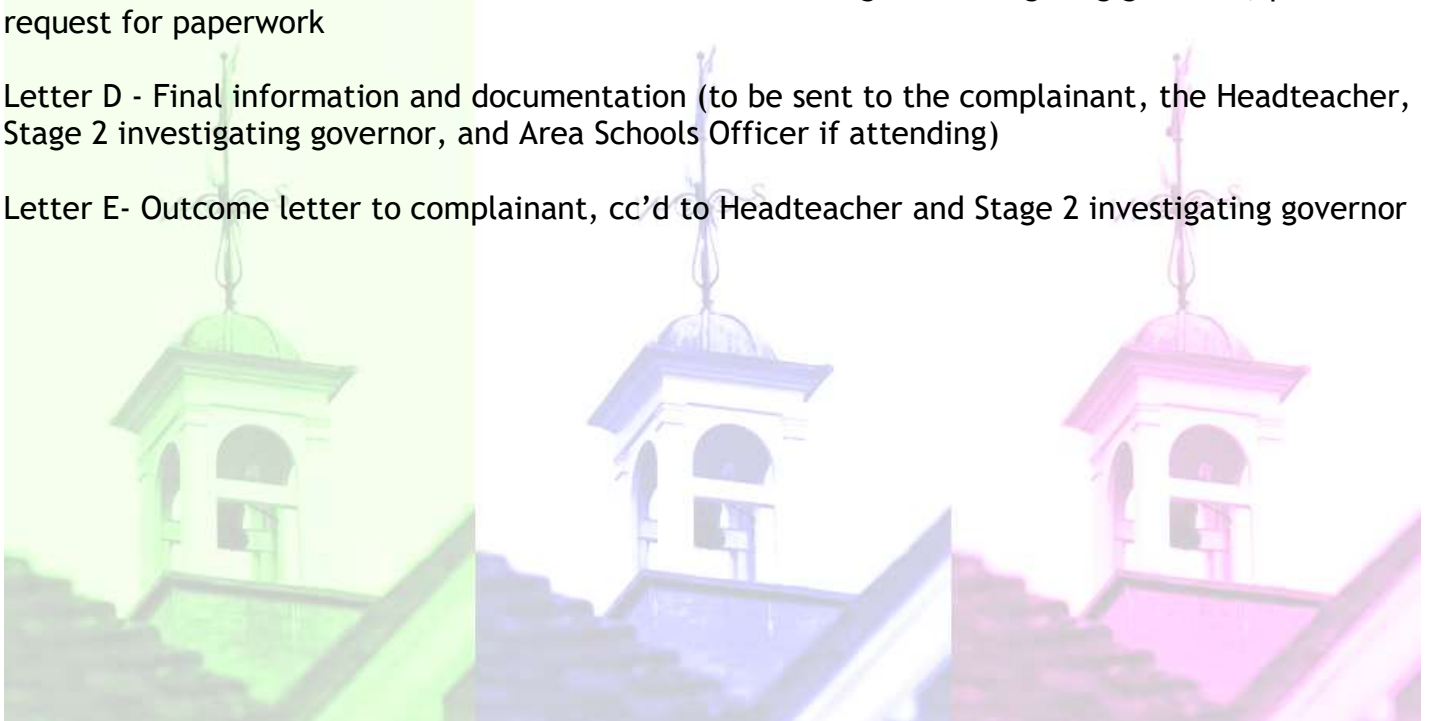 request for paperwork
Letter D - Final information and documentation (to be sent to the complainant, the Headteacher,
Stage 2 investigating governor, and Area Schools Officer if attending)
Letter E- Outcome letter to complainant, cc’d to Headteacher and Stage 2 investigating governor